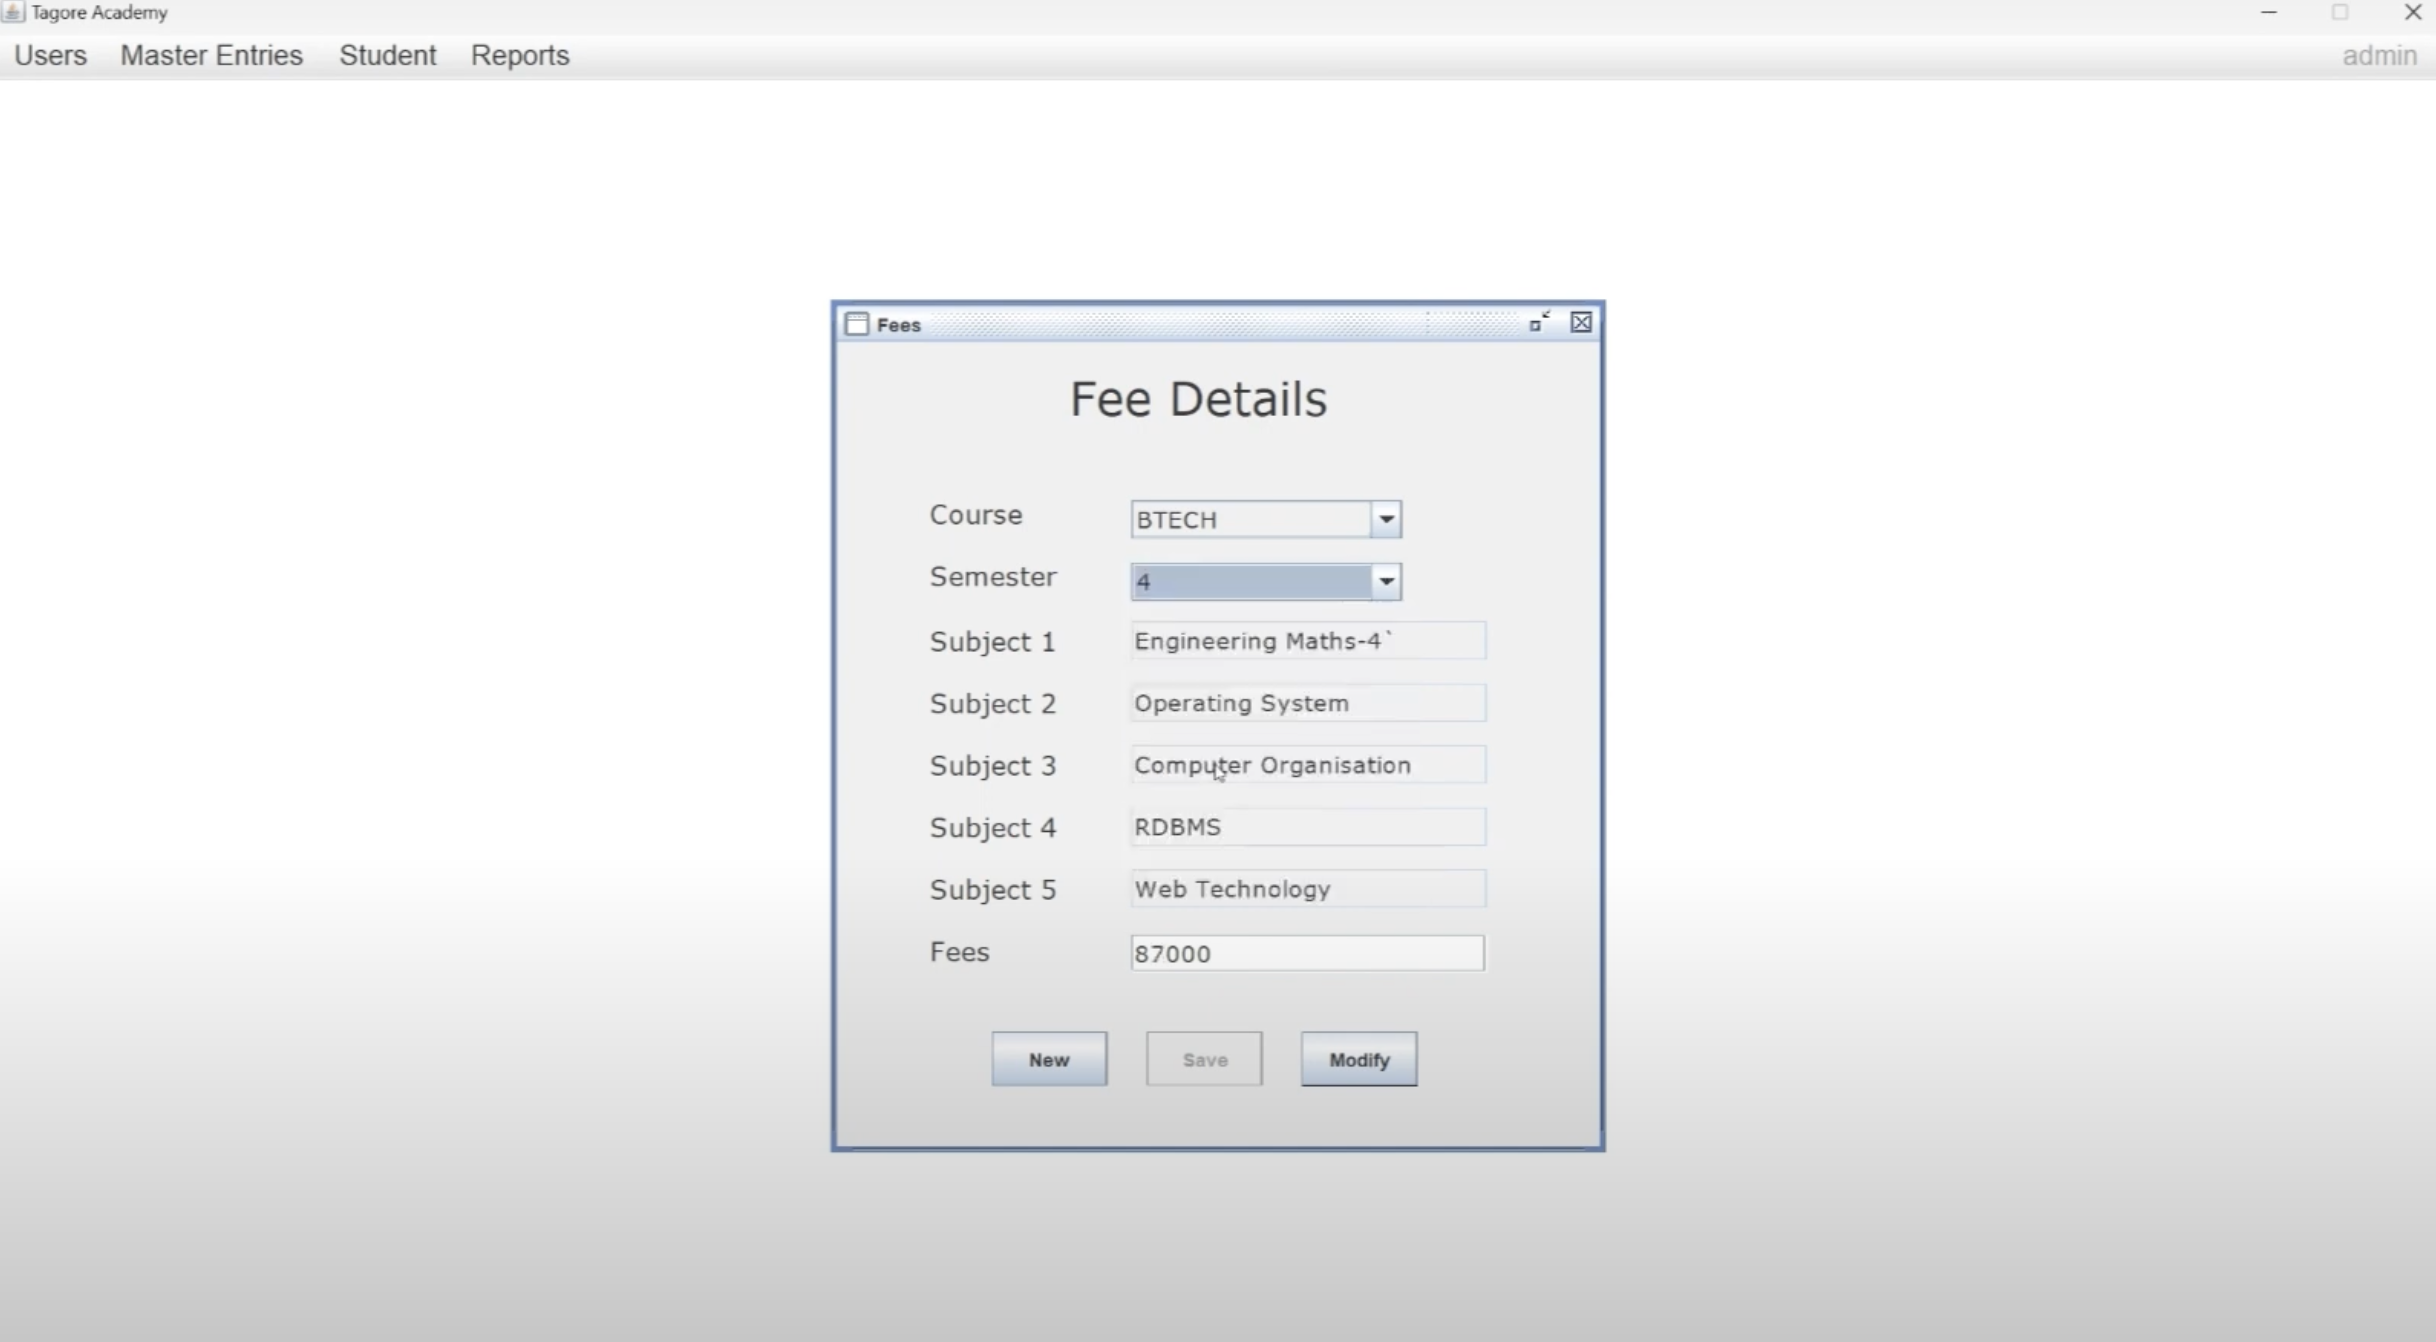 Tagore Academy
Users Master Entries Student Reports admin
Fees
Fee Details
Course BTECH
Semester 4
Subject 1 Engineering Maths-4`
Subject 2 Operating System
Subject 3 Computer Organisation
Subject 4 RDBMS
Subject 5 Web Technology
Fees 87000
New Save Modify